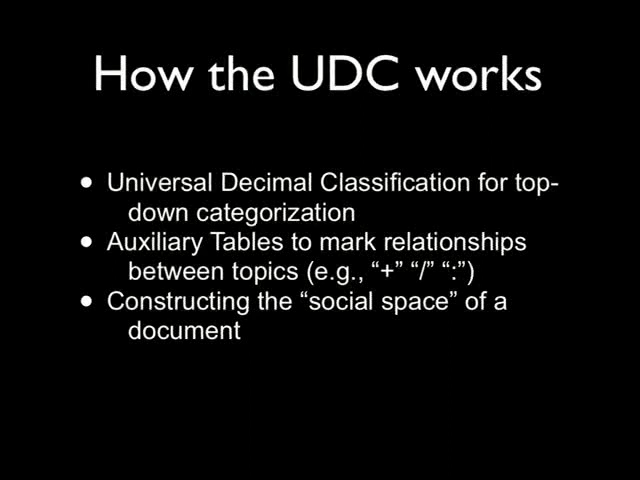 How the UDC works
• Universal Decimal Classification for top-
down categorization
• Auxiliary Tables to mark relationships
between topics (e.g., “+” “/” “:”)
• Constructing the “social space” of a
document